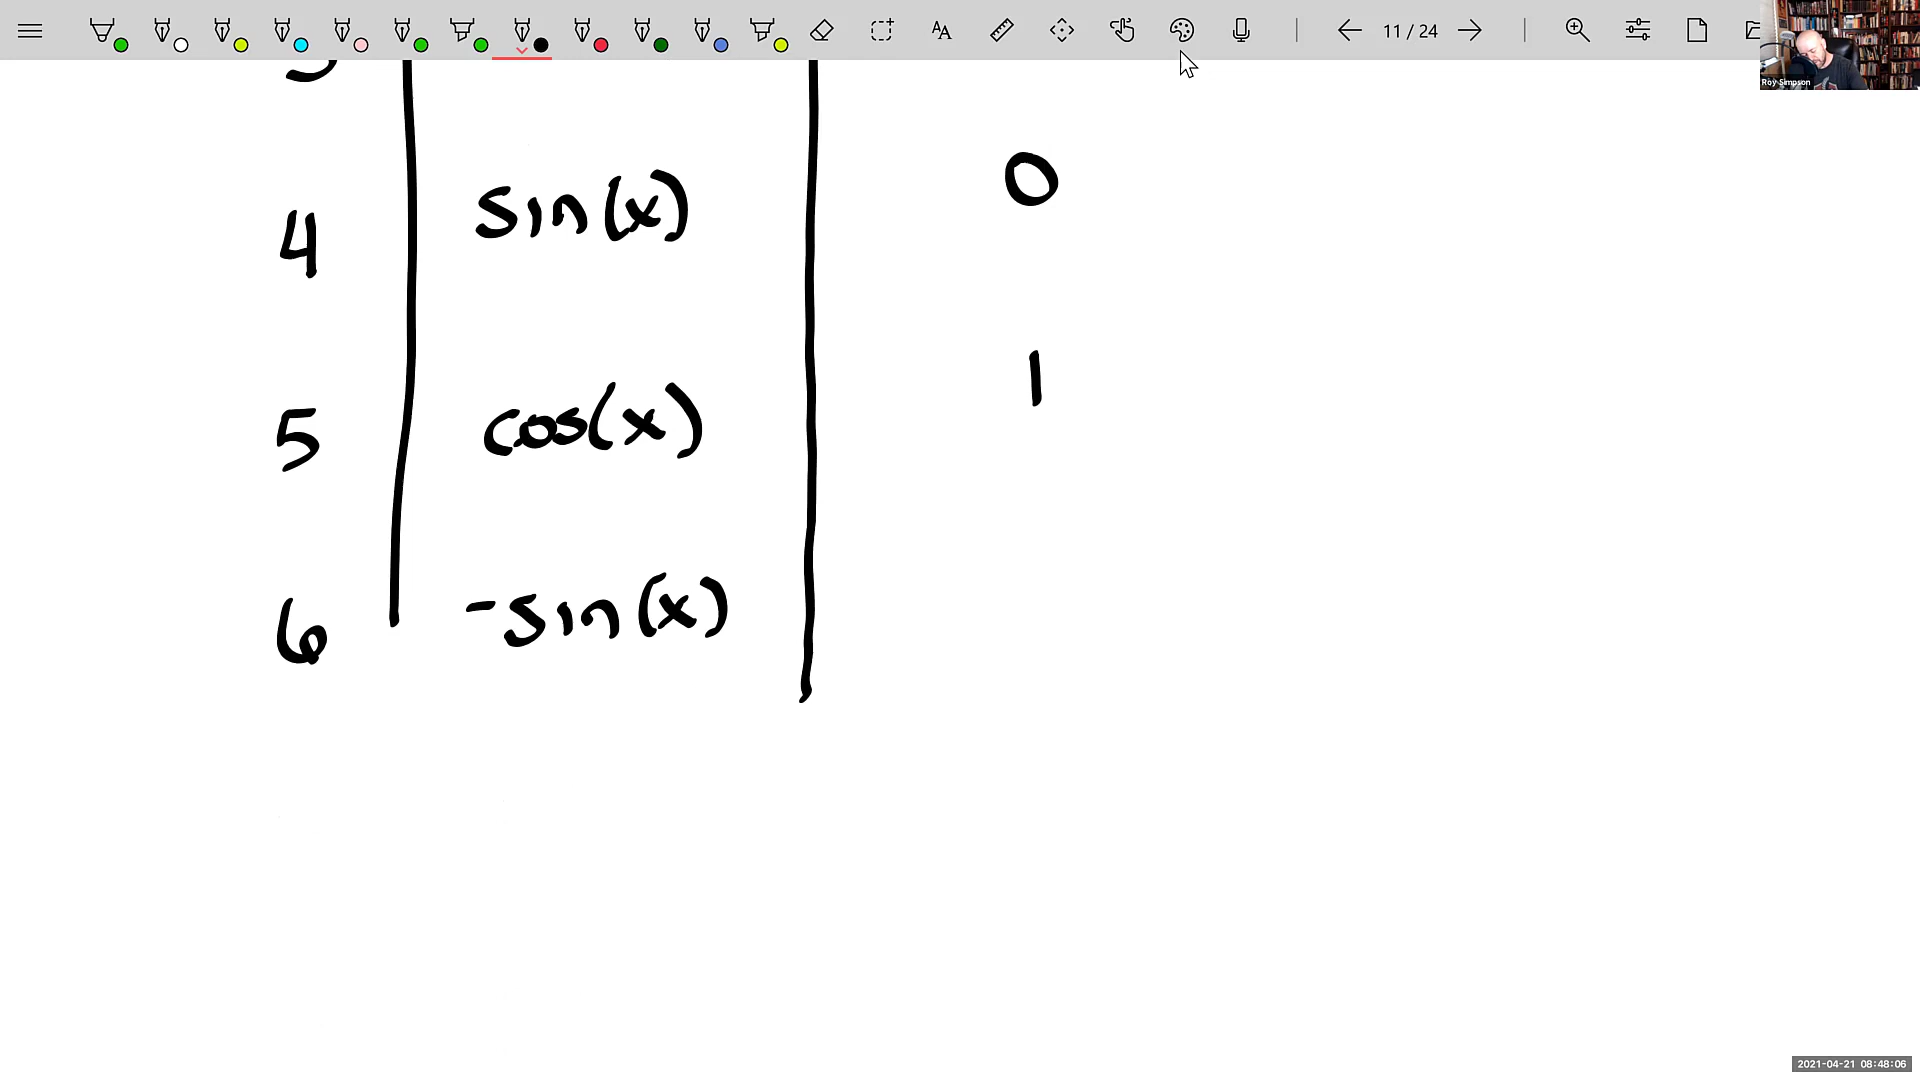 11 / 24
Roy Simpson
4 sin(x) 0
5 cos(x) 1
6 -sin(x)
2021-04-21 08:48:06